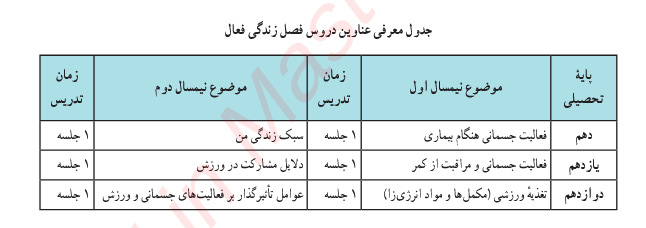 جدول معرفی عناوین دروس فصل زندگی فعال
پایهٔ تحصیلی	موضوع نیمسال اول	زمان تدریس	موضوع نیمسال دوم	زمان تدریس
دهم	فعالیت جسمانی هنگام بیماری	۱ جلسه	سبک زندگی من	۱ جلسه
یازدهم	فعالیت جسمانی و مراقبت از کمر	۱ جلسه	دلایل مشارکت در ورزش	۱ جلسه
دوازدهم	تغذیهٔ ورزشی (مکمل‌ها و مواد انرژی‌زا)	۱ جلسه	عوامل تأثیرگذار بر فعالیت‌های جسمانی و ورزش	۱ جلسه